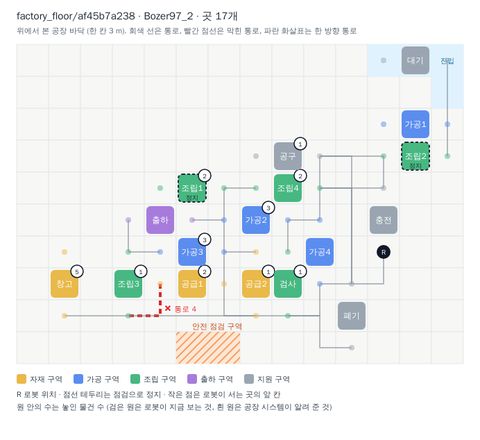 factory_floor/af45b7a238 · Bozer97_2 · 곳 17개
위에서 본 공장 바닥 (한 칸 3 m). 회색 선은 통로, 빨간 점선은 막힌 통로, 파란 화살표는 한 방향 통로
대기
가공1
조립2
정지
공구 1
조립1 2
정지
조립4 2
출하
가공2 3
충전
가공3 3
가공4
R
창고 5
조립3 1
공급1 2
공급2 1
검사 1
통로 4
폐기
안전 점검 구역
자재 구역
가공 구역
조립 구역
출하 구역
지원 구역
R 로봇 위치 · 점선 테두리는 점검으로 정지 · 작은 점은 로봇이 서는 곳의 앞 칸
원 안의 수는 놓인 물건 수 (검은 원은 로봇이 지금 보는 것, 흰 원은 공장 시스템이 알려 준 것)